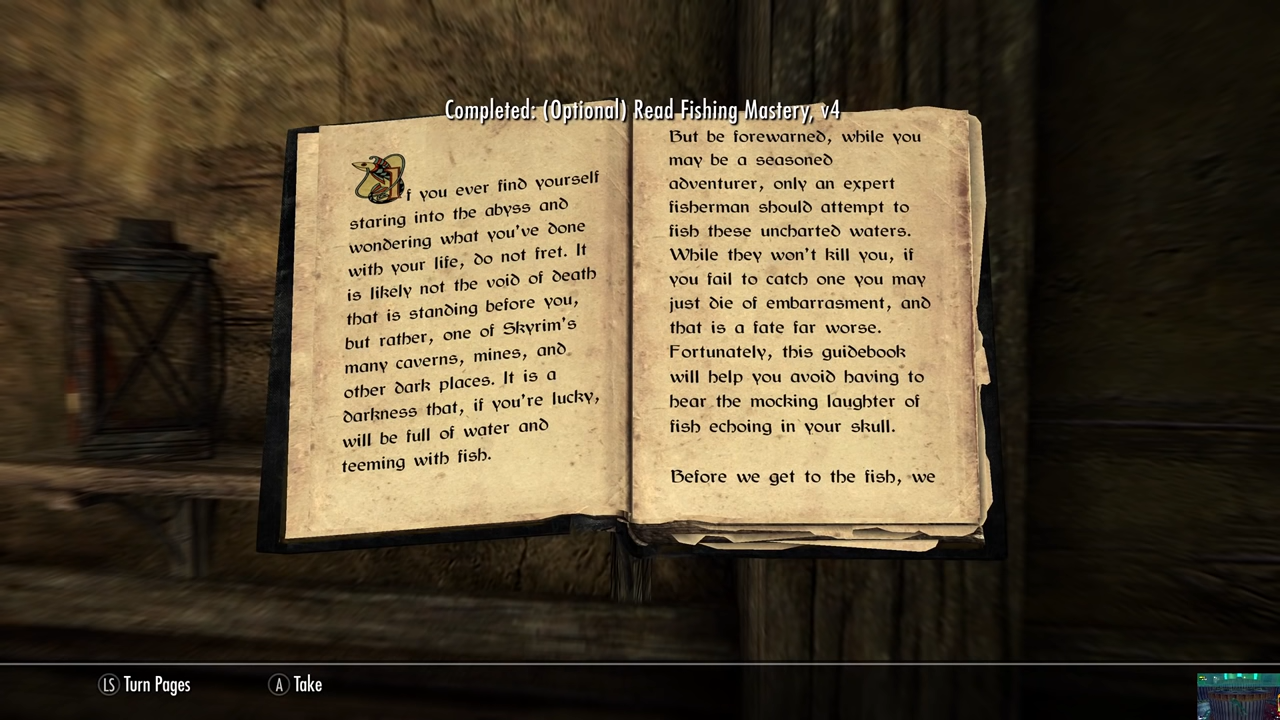 Completed: (Optional) Read Fishing Mastery, v4
If you ever find yourself
staring into the abyss and
wondering what you've done
with your life, do not fret. It
is likely not the void of death
that is standing before you,
but rather, one of Skyrim's
many caverns, mines, and
other dark places. It is a
darkness that, if you're lucky,
will be full of water and
teeming with fish.
But be forewarned, while you
may be a seasoned
adventurer, only an expert
fisherman should attempt to
fish these uncharted waters.
While they won't kill you, if
you fail to catch one you may
just die of embarrasment, and
that is a fate far worse.
Fortunately, this guidebook
will help you avoid having to
hear the mocking laughter of
fish echoing in your skull.
Before we get to the fish, we
LS Turn Pages
A Take